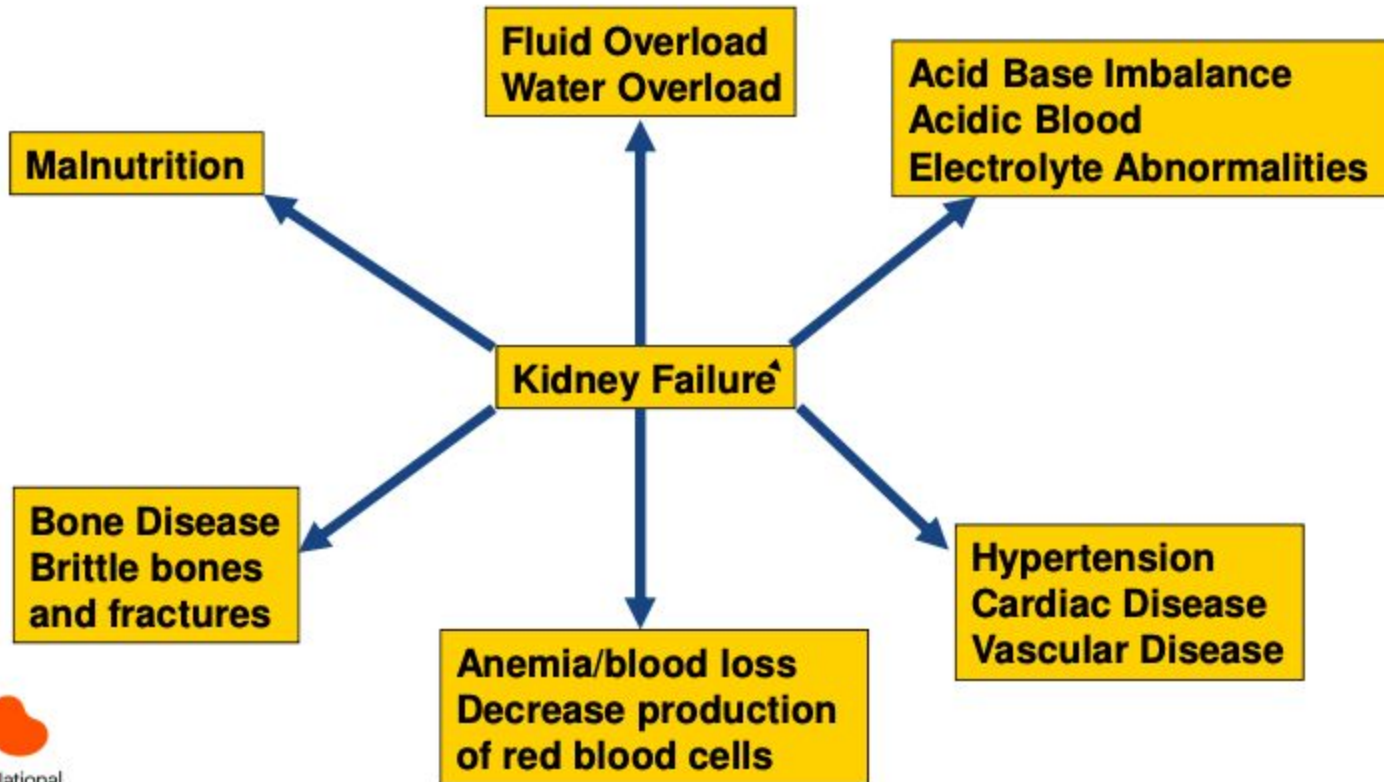 Fluid Overload
Water Overload
Acid Base Imbalance
Acidic Blood
Electrolyte Abnormalities
Malnutrition
Kidney Failure
Bone Disease
Brittle bones
and fractures
Hypertension
Cardiac Disease
Vascular Disease
Anemia/blood loss
Decrease production
of red blood cells
National